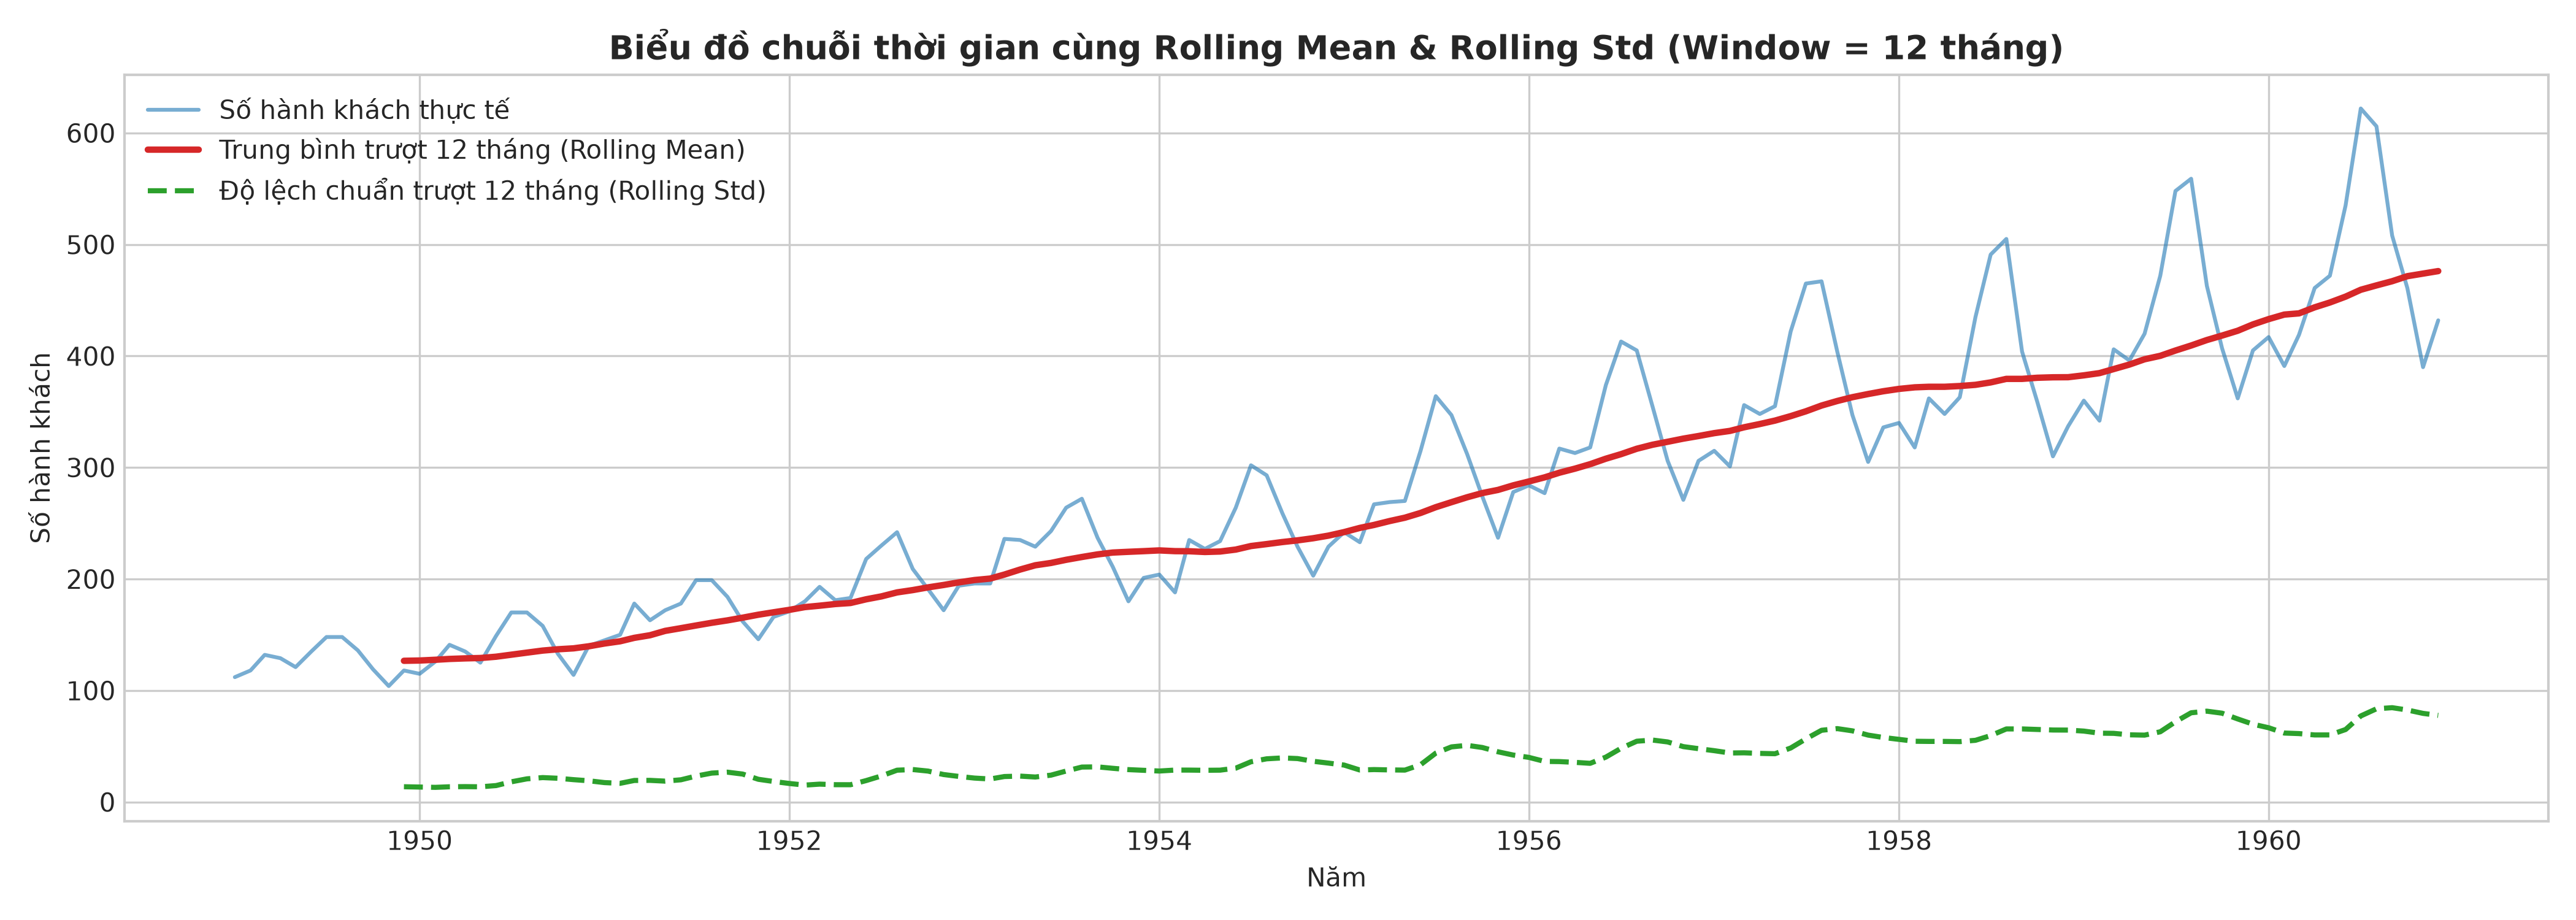 Biểu đồ chuỗi thời gian cùng Rolling Mean & Rolling Std (Window = 12 tháng)
Số hành khách thực tế
Trung bình trượt 12 tháng (Rolling Mean)
Độ lệch chuẩn trượt 12 tháng (Rolling Std)
Số hành khách
600
500
400
300
200
100
0
1950 1952 1954 1956 1958 1960
Năm